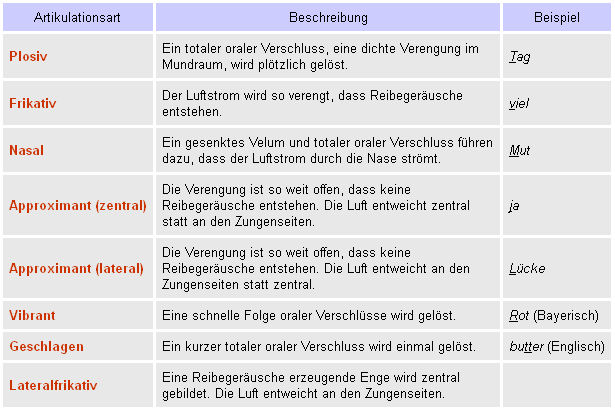 Artikulationsart Beschreibung Beispiel
Plosiv Ein totaler oraler Verschluss, eine dichte Verengung im
Mundraum, wird plötzlich gelöst. Tag
Frikativ Der Luftstrom wird so verengt, dass Reibegeräusche
entstehen. viel
Nasal Ein gesenktes Velum und totaler oraler Verschluss führen
dazu, dass der Luftstrom durch die Nase strömt. Mut
Approximant (zentral) Die Verengung ist so weit offen, dass keine
Reibegeräusche entstehen. Die Luft entweicht zentral
statt an den Zungenseiten. ja
Approximant (lateral) Die Verengung ist so weit offen, dass keine
Reibegeräusche entstehen. Die Luft entweicht an den
Zungenseiten statt zentral. Lücke
Vibrant Eine schnelle Folge oraler Verschlüsse wird gelöst. Rot (Bayerisch)
Geschlagen Ein kurzer totaler oraler Verschluss wird einmal gelöst. butter (Englisch)
Lateralfrikativ Eine Reibegeräusche erzeugende Enge wird zentral
gebildet. Die Luft entweicht an den Zungenseiten.